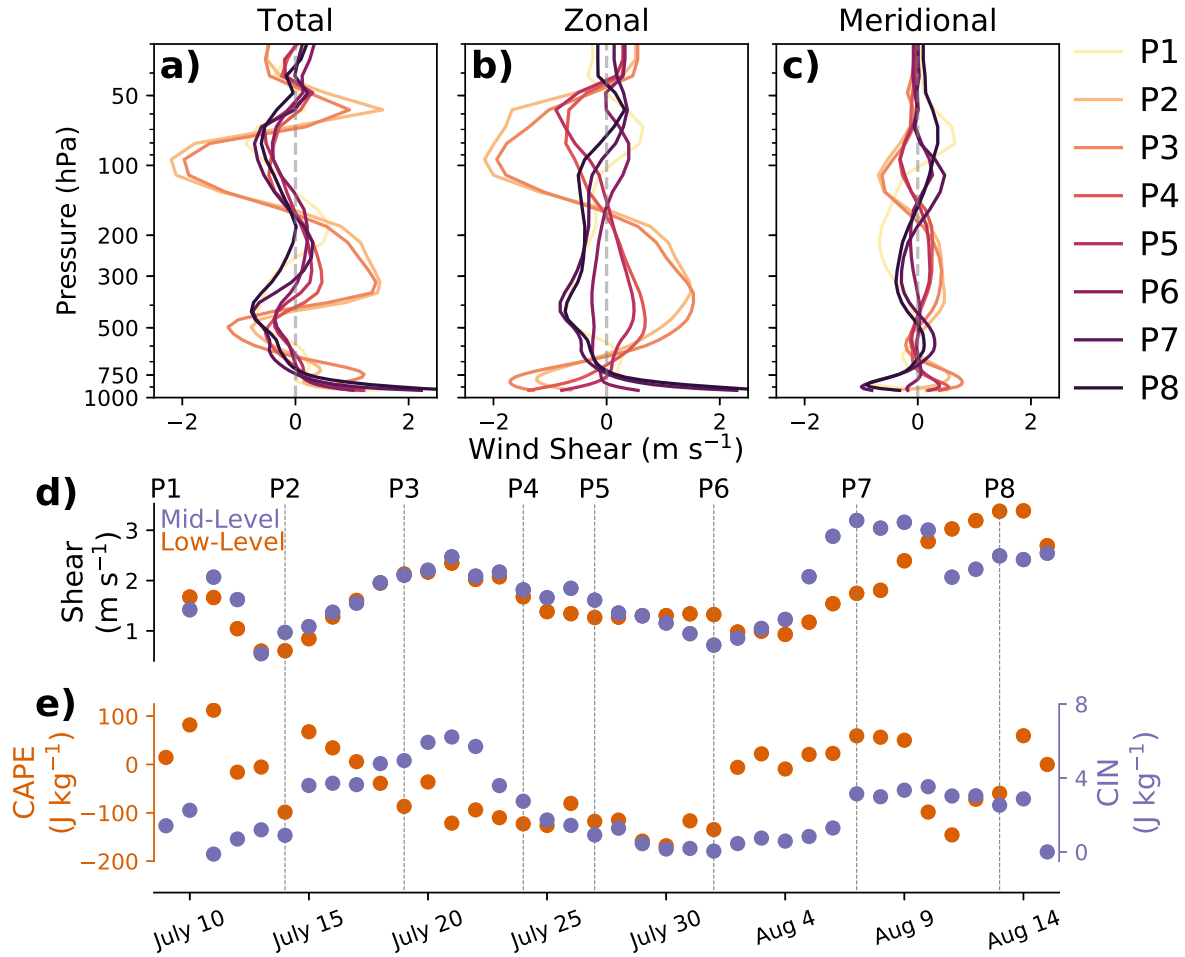 Total Zonal Meridional
a) b) c)
Pressure (hPa)
50
100
200
300
500
750
1000
−2 0 2 −2 0 2 −2 0 2
Wind Shear (m s⁻¹)
P1
P2
P3
P4
P5
P6
P7
P8
d)
P1 P2 P3 P4 P5 P6 P7 P8
Mid-Level
Low-Level
Shear
(m s⁻¹)
3
2
1
e)
CAPE
(J kg⁻¹)
100
0
−100
−200
8
4
0
CIN
(J kg⁻¹)
July 10 July 15 July 20 July 25 July 30 Aug 4 Aug 9 Aug 14